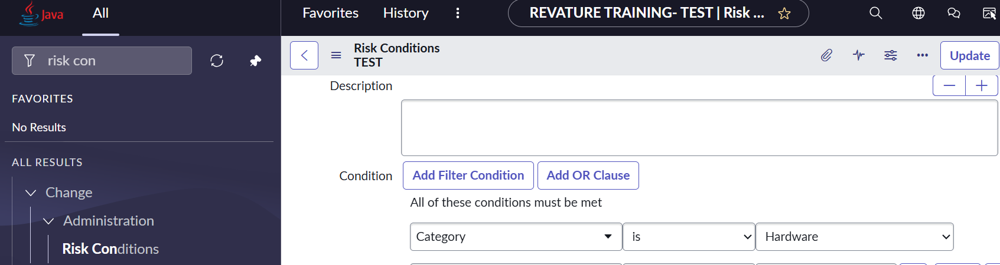 Java
All
Favorites
History
REVATURE TRAINING- TEST | Risk ...
risk con
Risk Conditions
TEST
Update
FAVORITES
Description
No Results
ALL RESULTS
Condition
Add Filter Condition
Add OR Clause
Change
All of these conditions must be met
Administration
Category
is
Hardware
Risk Conditions